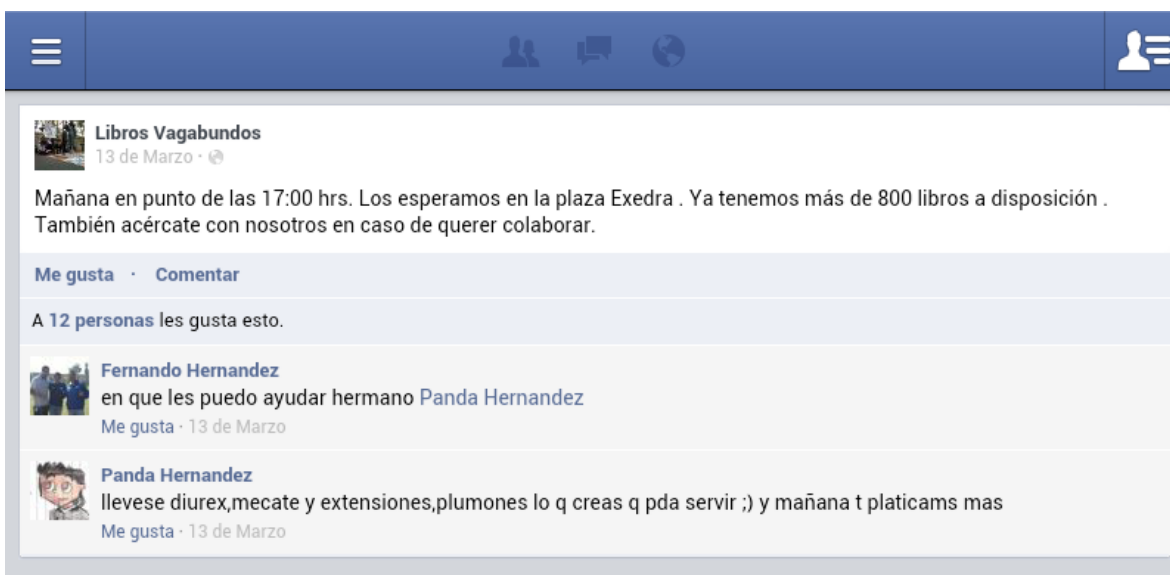 Libros Vagabundos
13 de Marzo ·
Mañana en punto de las 17:00 hrs. Los esperamos en la plaza Exedra . Ya tenemos más de 800 libros a disposición .
También acércate con nosotros en caso de querer colaborar.
Me gusta · Comentar
A 12 personas les gusta esto.
Fernando Hernandez
en que les puedo ayudar hermano Panda Hernandez
Me gusta · 13 de Marzo
Panda Hernandez
llevese diurex,mecate y extensiones,plumones lo q creas q pda servir ;) y mañana t platicams mas
Me gusta · 13 de Marzo